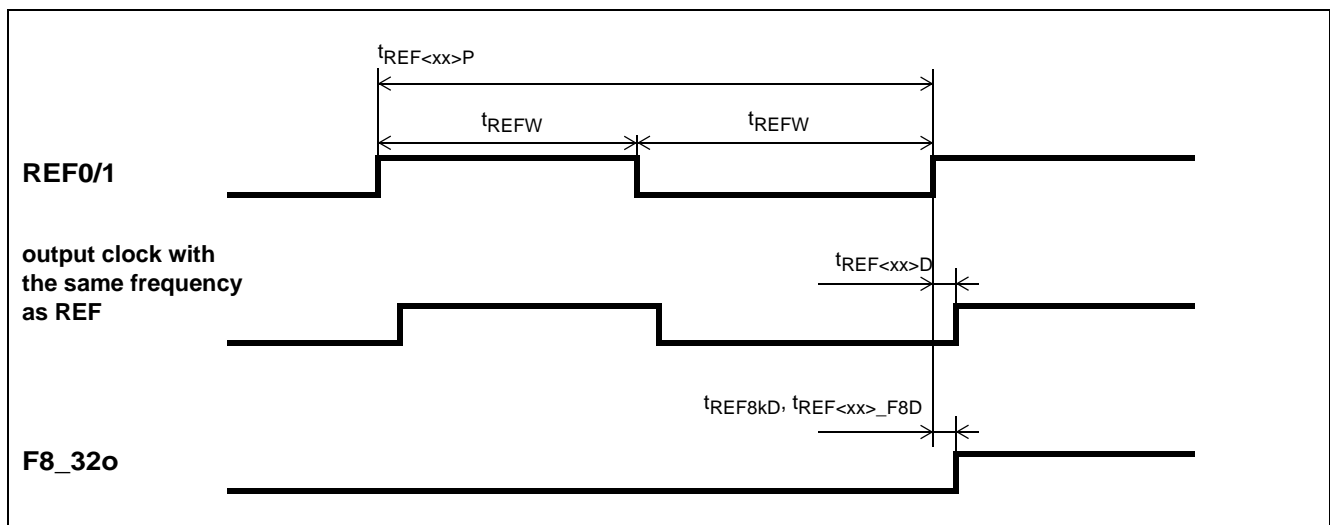 tREF<xx>P
tREFW
tREFW
REF0/1
output clock with
the same frequency
as REF
tREF<xx>D
tREF8kD, tREF<xx>_F8D
F8_32o